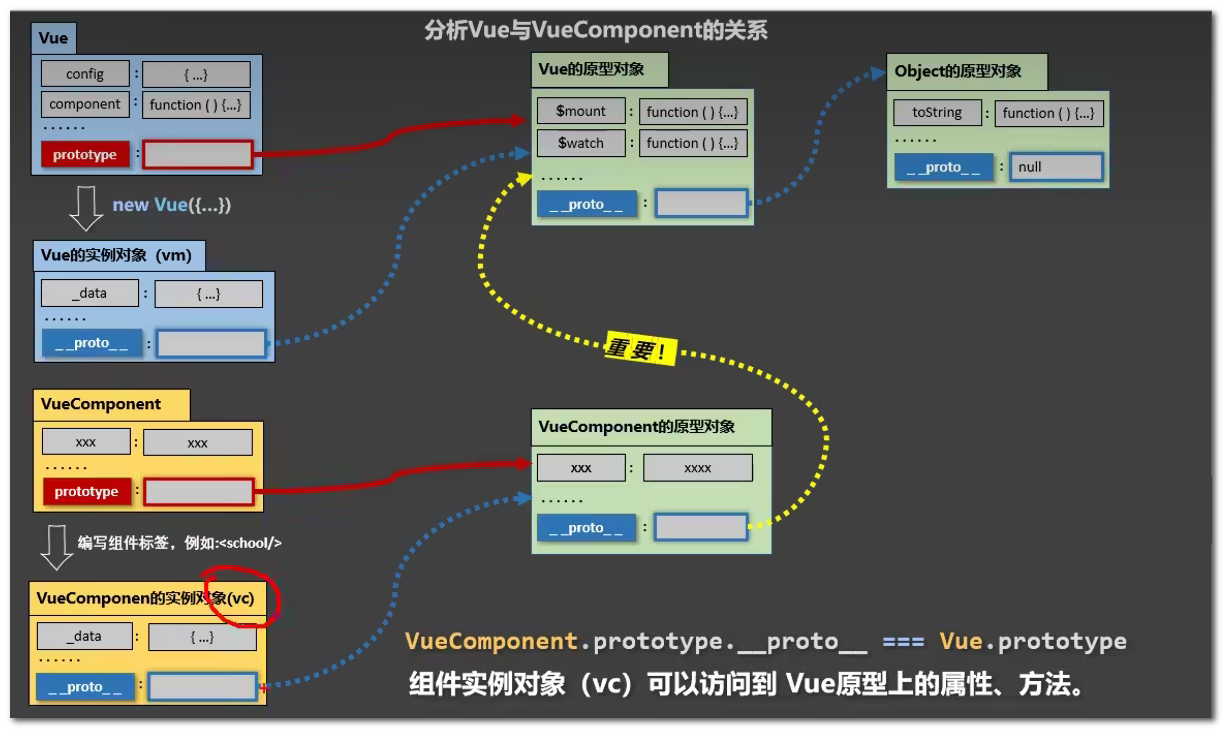 分析Vue与VueComponent的关系
Vue
config : { ...}
component : function ( ) {...}
······
prototype :
new Vue({...})
Vue的原型对象
$mount : function ( ) {...}
$watch : function ( ) {...}
······
__proto__ :
Object的原型对象
toString : function ( ) {...}
······
__proto__ : null
Vue的实例对象（vm）
_data : { ...}
······
__proto__ :
重要！
VueComponent
xxx : xxx
······
prototype :
编写组件标签，例如:<school/>
VueComponent的原型对象
xxx : xxxx
······
__proto__ :
VueComponen的实例对象(vc)
_data : { ...}
······
__proto__ :
VueComponent.prototype.__proto__ === Vue.prototype
组件实例对象（vc）可以访问到 Vue原型上的属性、方法。